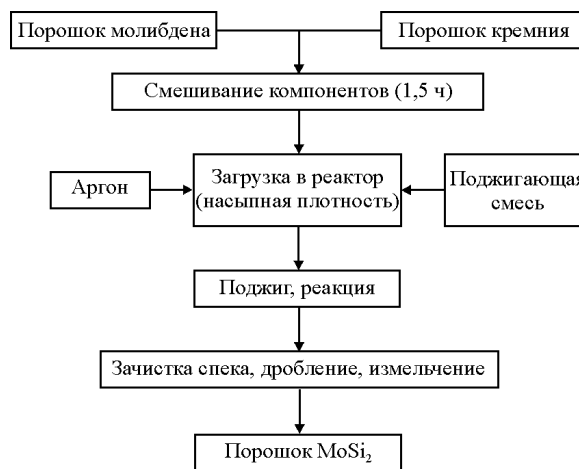 Порошок молибдена
Порошок кремния
Смешивание компонентов (1,5 ч)
Аргон
Загрузка в реактор
(насыпная плотность)
Поджигающая
смесь
Поджиг, реакция
Зачистка спека, дробление, измельчение
Порошок MoSi₂